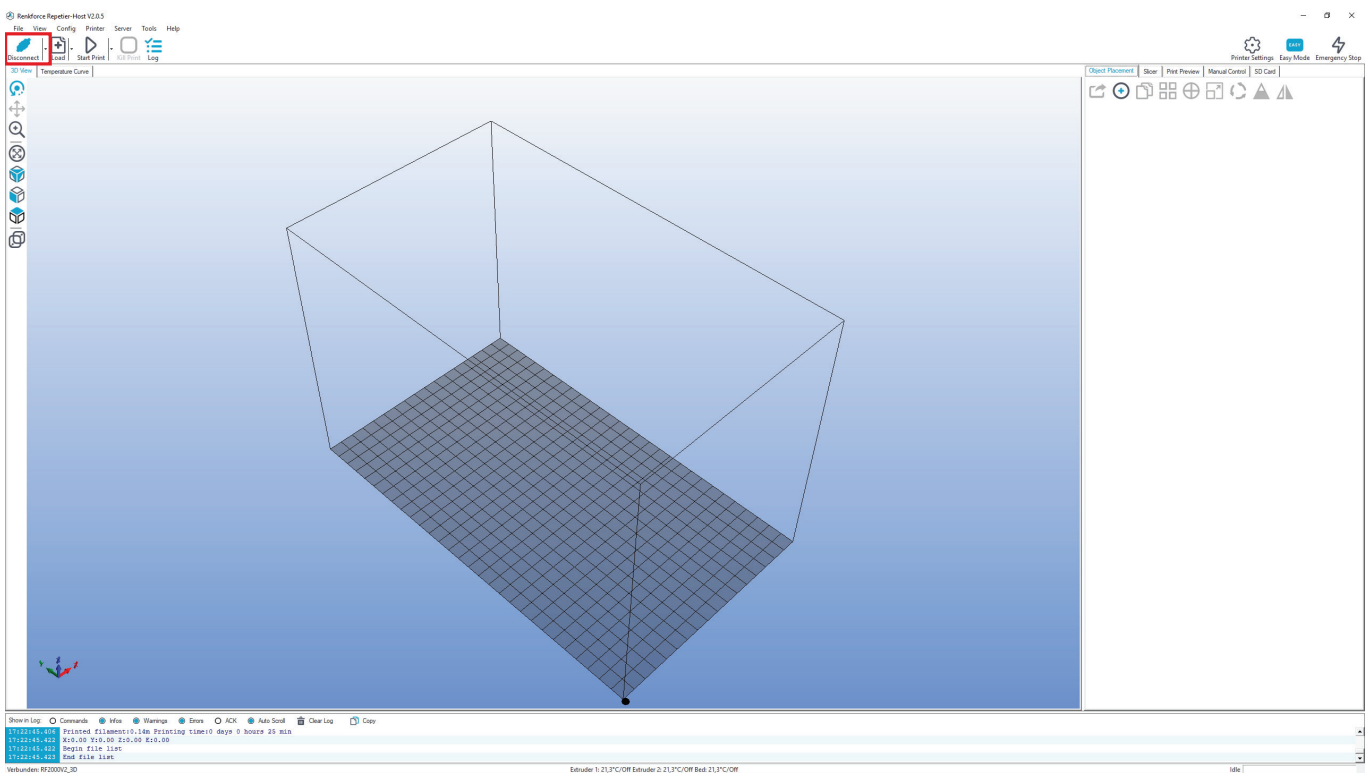 Renkforce Repetier-Host V2.0.5
File View Config Printer Server Tools Help
Disconnect Load Start Print Kill Print Log
EASY
Printer Settings Easy Mode Emergency Stop
3D View Temperature Curve
Object Placement Slicer Print Preview Manual Control SD Card
Y Z X
Show in Log: Commands Infos Warnings Errors ACK Auto Scroll Clear Log Copy
17:22:45.406 Printed filament:0.14m Printing time:0 days 0 hours 25 min
17:22:45.422 X:0.00 Y:0.00 Z:0.00 E:0.00
17:22:45.422 Begin file list
17:22:45.423 End file list
Verbunden: RF2000V2_3D Extruder 1: 21,3°C/Off Extruder 2: 21,3°C/Off Bed: 21,3°C/Off Idle